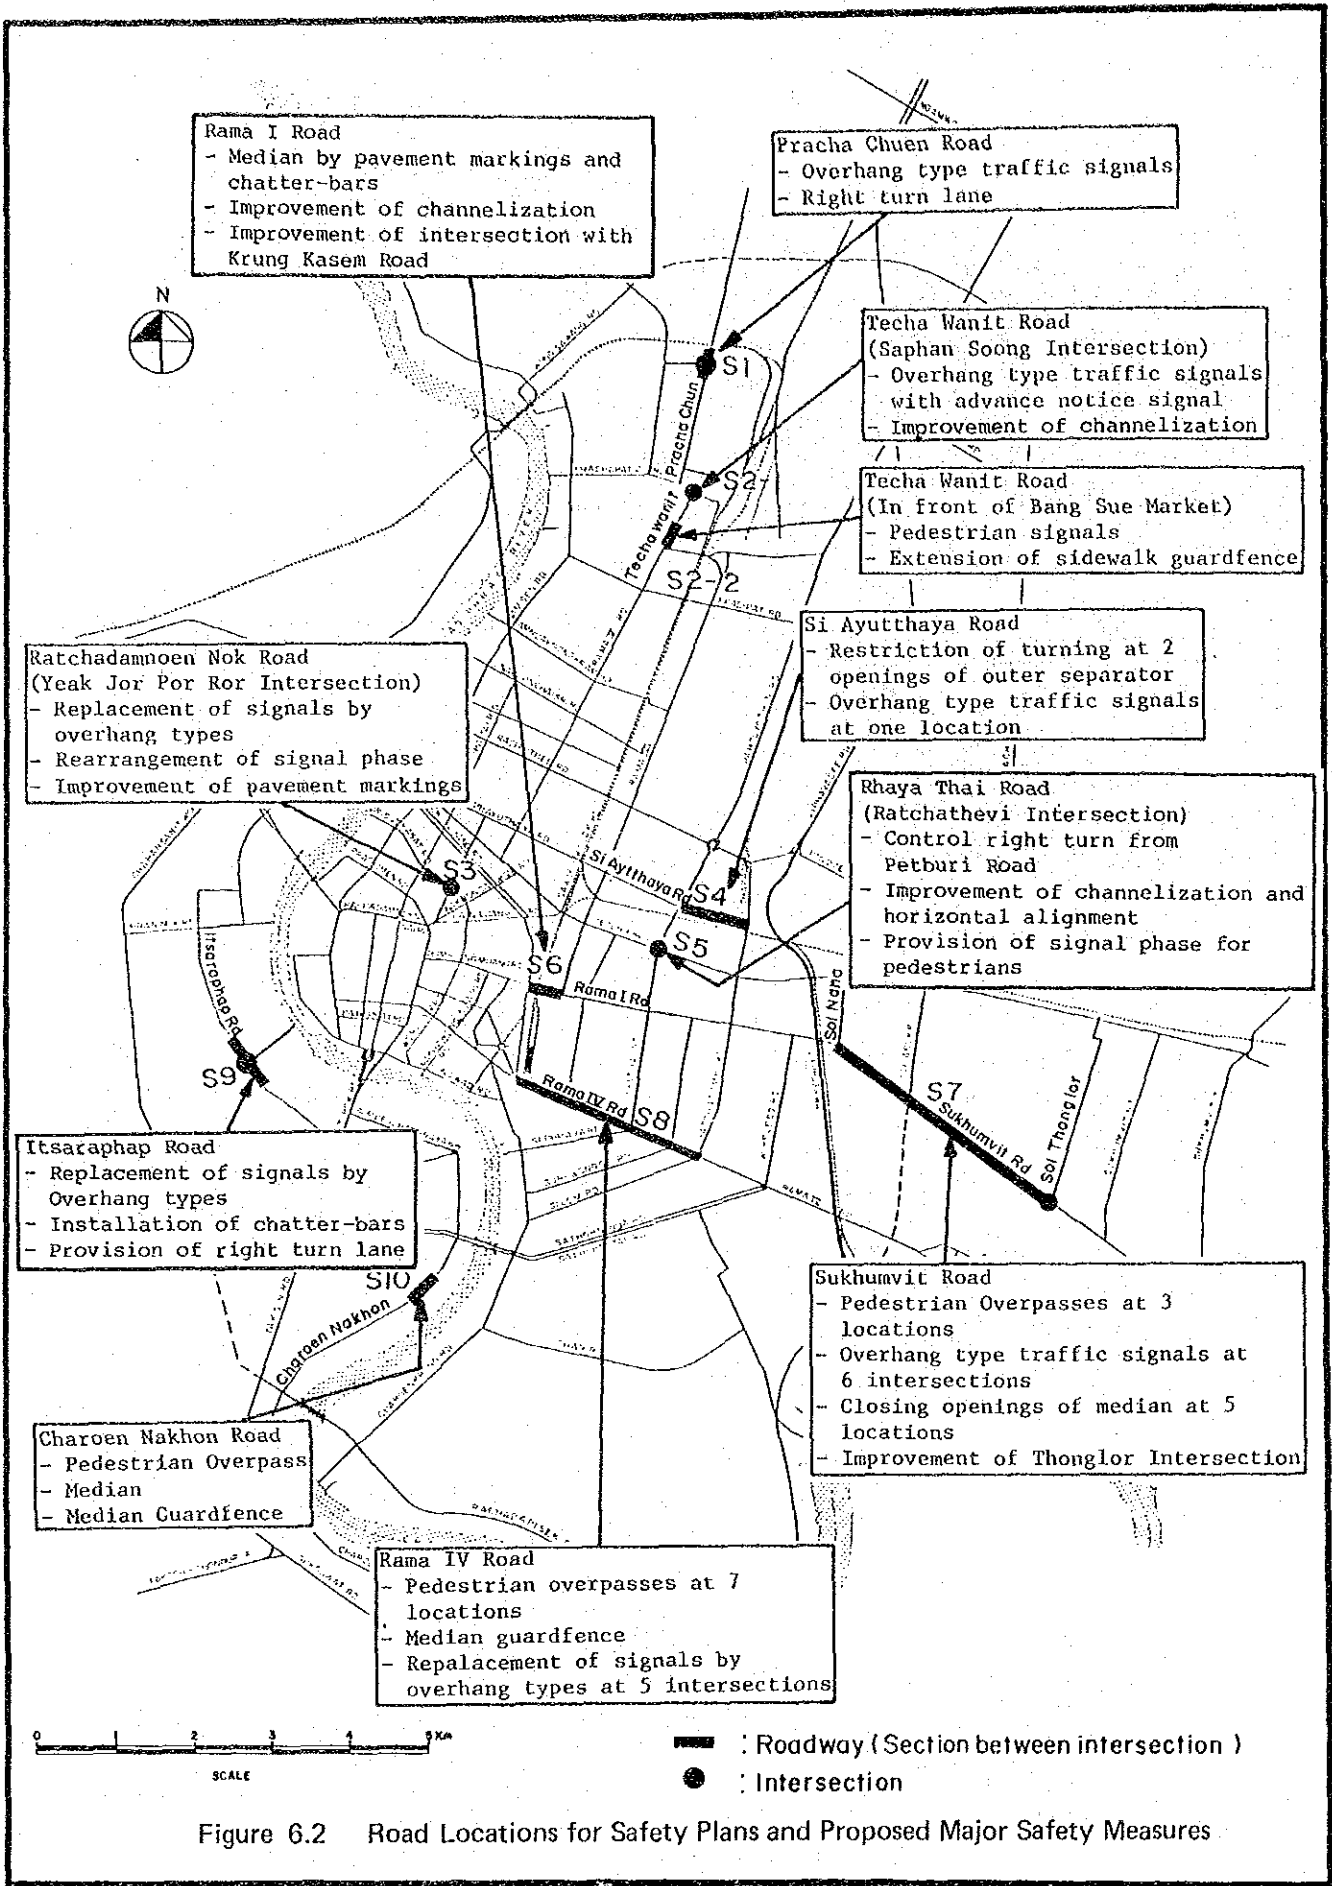 Rama I Road
- Median by pavement markings and
chatter-bars
- Improvement of channelization
- Improvement of intersection with
Krung Kasem Road
Pracha Chuen Road
- Overhang type traffic signals
- Right turn lane
N
Techa Wanit Road
(Saphan Soong Intersection)
- Overhang type traffic signals
with advance notice signal
- Improvement of channelization
S1
Pracha Chun
S2-
Techa Wanit Road
(In front of Bang Sue Market)
- Pedestrian signals
- Extension of sidewalk guardfence
Techawanit
S2-2
Si Ayutthaya Road
- Restriction of turning at 2
openings of outer separator
- Overhang type traffic signals
at one location
Ratchadamnoen Nok Road
(Yeak Jor Por Ror Intersection)
- Replacement of signals by
overhang types
- Rearrangement of signal phase
- Improvement of pavement markings
Rhaya Thai Road
(Ratchathevi Intersection)
- Control right turn from
Petburi Road
- Improvement of channelization and
horizontal alignment
- Provision of signal phase for
pedestrians
S3
Si Aytthaya Rd
S4
S5
S6
Rama I Rd
Itsaraphap Rd
Soi Nana
S9
Rama IV Rd
S8
S7
Sukhumvit Rd
Soi Thonglor
Itsaraphap Road
- Replacement of signals by
Overhang types
- Installation of chatter-bars
- Provision of right turn lane
S10
Charoen Nakhon
Sukhumvit Road
- Pedestrian Overpasses at 3
locations
- Overhang type traffic signals at
6 intersections
- Closing openings of median at 5
locations
- Improvement of Thonglor Intersection
Charoen Nakhon Road
- Pedestrian Overpass
- Median
- Median Guardfence
Rama IV Road
- Pedestrian overpasses at 7
locations
- Median guardfence
- Repalacement of signals by
overhang types at 5 intersections
0 1 2 3 4 5 Km
SCALE
: Roadway (Section between intersection)
: Intersection
Figure 6.2 Road Locations for Safety Plans and Proposed Major Safety Measures